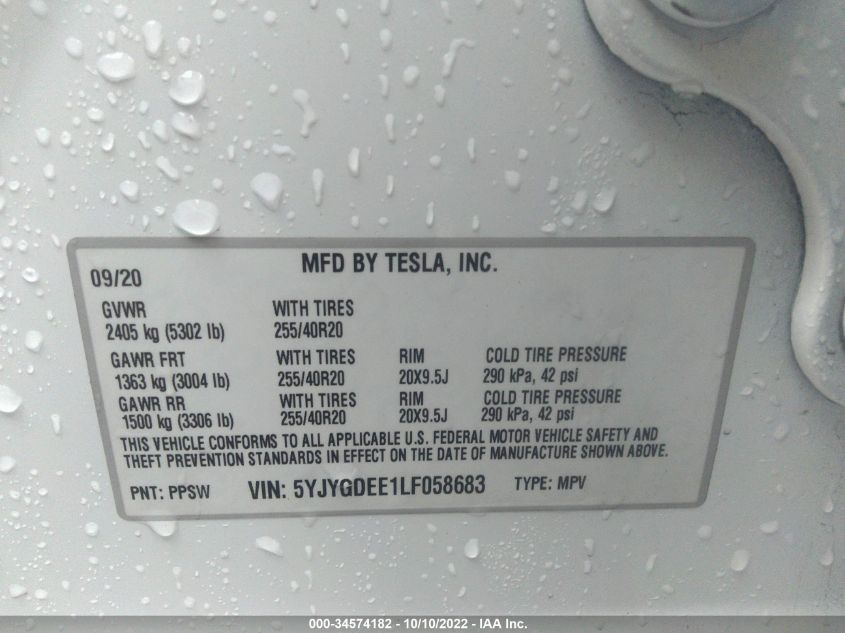 MFD BY TESLA, INC.
09/20
GVWR WITH TIRES
2405 kg (5302 lb) 255/40R20
GAWR FRT WITH TIRES RIM COLD TIRE PRESSURE
1363 kg (3004 lb) 255/40R20 20X9.5J 290 kPa, 42 psi
GAWR RR WITH TIRES RIM COLD TIRE PRESSURE
1500 kg (3306 lb) 255/40R20 20X9.5J 290 kPa, 42 psi
THIS VEHICLE CONFORMS TO ALL APPLICABLE U.S. FEDERAL MOTOR VEHICLE SAFETY AND
THEFT PREVENTION STANDARDS IN EFFECT ON THE DATE OF MANUFACTURE SHOWN ABOVE.
PNT: PPSW VIN: 5YJYGDEE1LF058683 TYPE: MPV
000-34574182 - 10/10/2022 - IAA Inc.